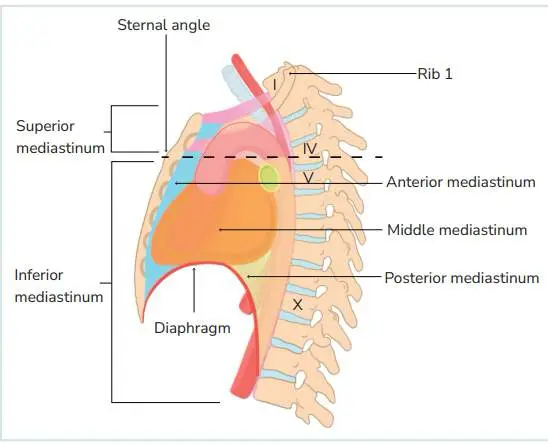 Sternal angle
I
Rib 1
Superior
mediastinum
IV
V
Anterior mediastinum
Middle mediastinum
Inferior
mediastinum
Posterior mediastinum
X
Diaphragm